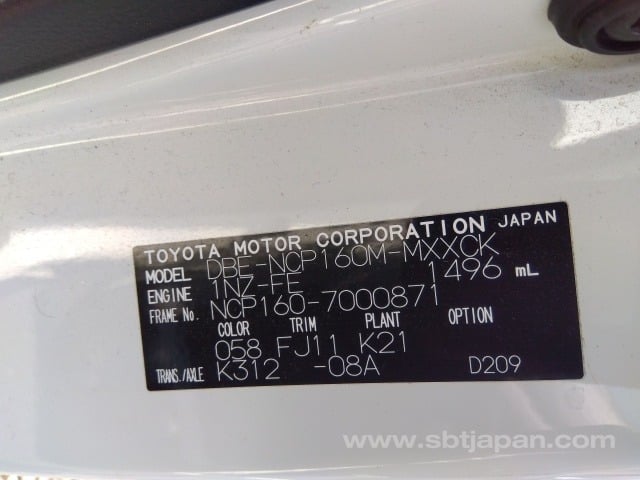 TOYOTA MOTOR CORPORATION JAPAN
MODEL DBE-NCP160M-MXXCK
ENGINE 1NZ-FE 1496 mL
FRAME No. NCP160-7000871
COLOR TRIM PLANT OPTION
058 FJ11 K21
TRANS./AXLE K312 -08A D209
www.sbtjapan.com